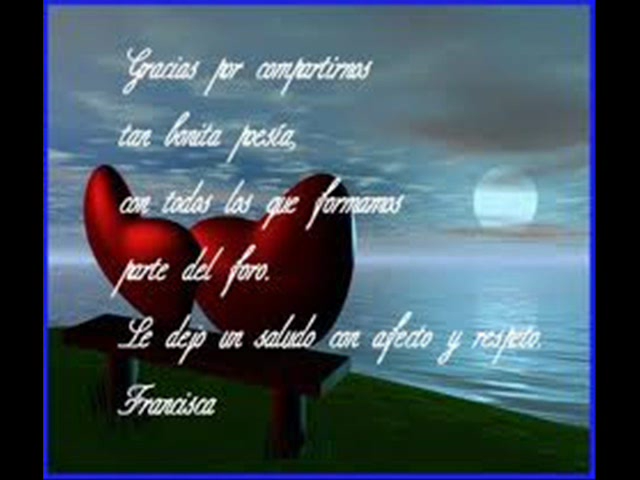 Gracias por compartirnos
tan bonita poesía,
con todos los que formamos
parte del foro.
Le dejo un saludo con afecto y respeto.
Francisca